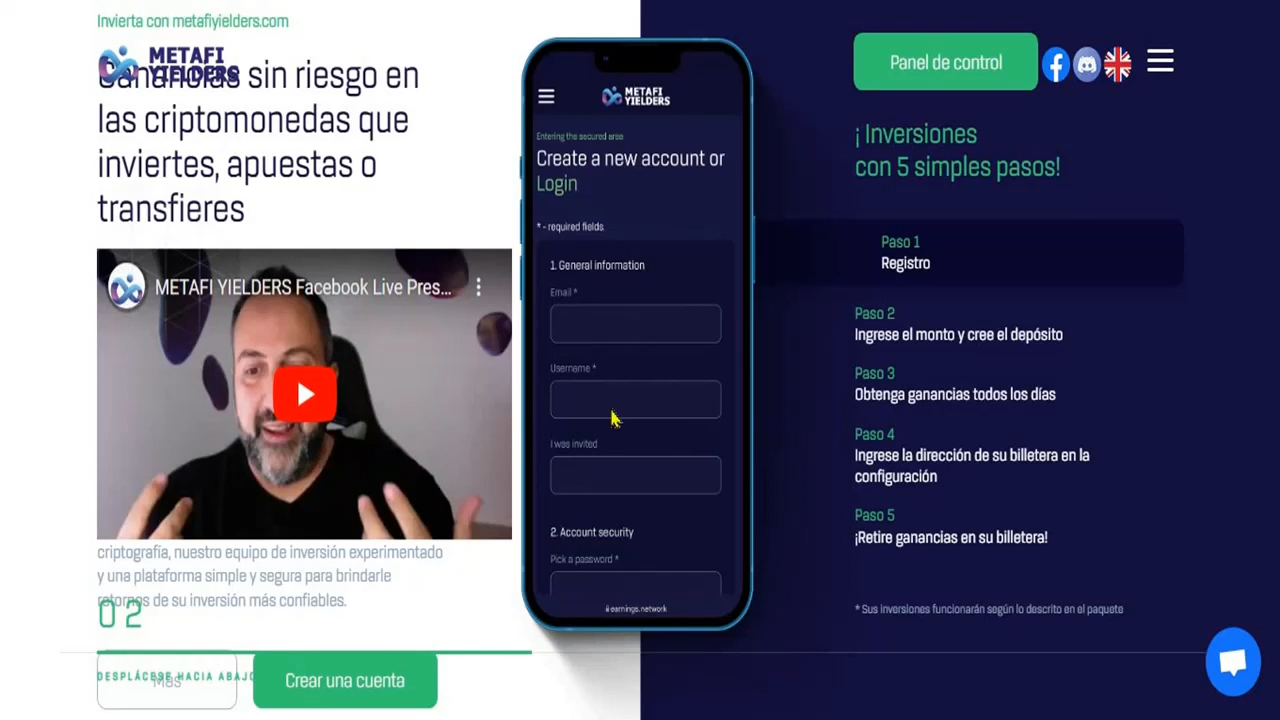 Invierta con metafiyielders.com
METAFI
YIELDERS
Ganancias sin riesgo en
las criptomonedas que
inviertes, apuestas o
transfieres
METAFI YIELDERS Facebook Live Pres...
criptografía, nuestro equipo de inversión experimentado
y una plataforma simple y segura para brindarle
retornos de su inversión más confiables.
02
DESPLÁCESE HACIA ABAJO
Más
Crear una cuenta
METAFI
YIELDERS
Entering the secured area
Create a new account or
Login
* - required fields.
1. General information
Email *
Username *
I was invited
2. Account security
Pick a password *
earnings.network
Panel de control
¡ Inversiones
con 5 simples pasos!
Paso 1
Registro
Paso 2
Ingrese el monto y cree el depósito
Paso 3
Obtenga ganancias todos los días
Paso 4
Ingrese la dirección de su billetera en la
configuración
Paso 5
¡Retire ganancias en su billetera!
* Sus inversiones funcionarán según lo descrito en el paquete